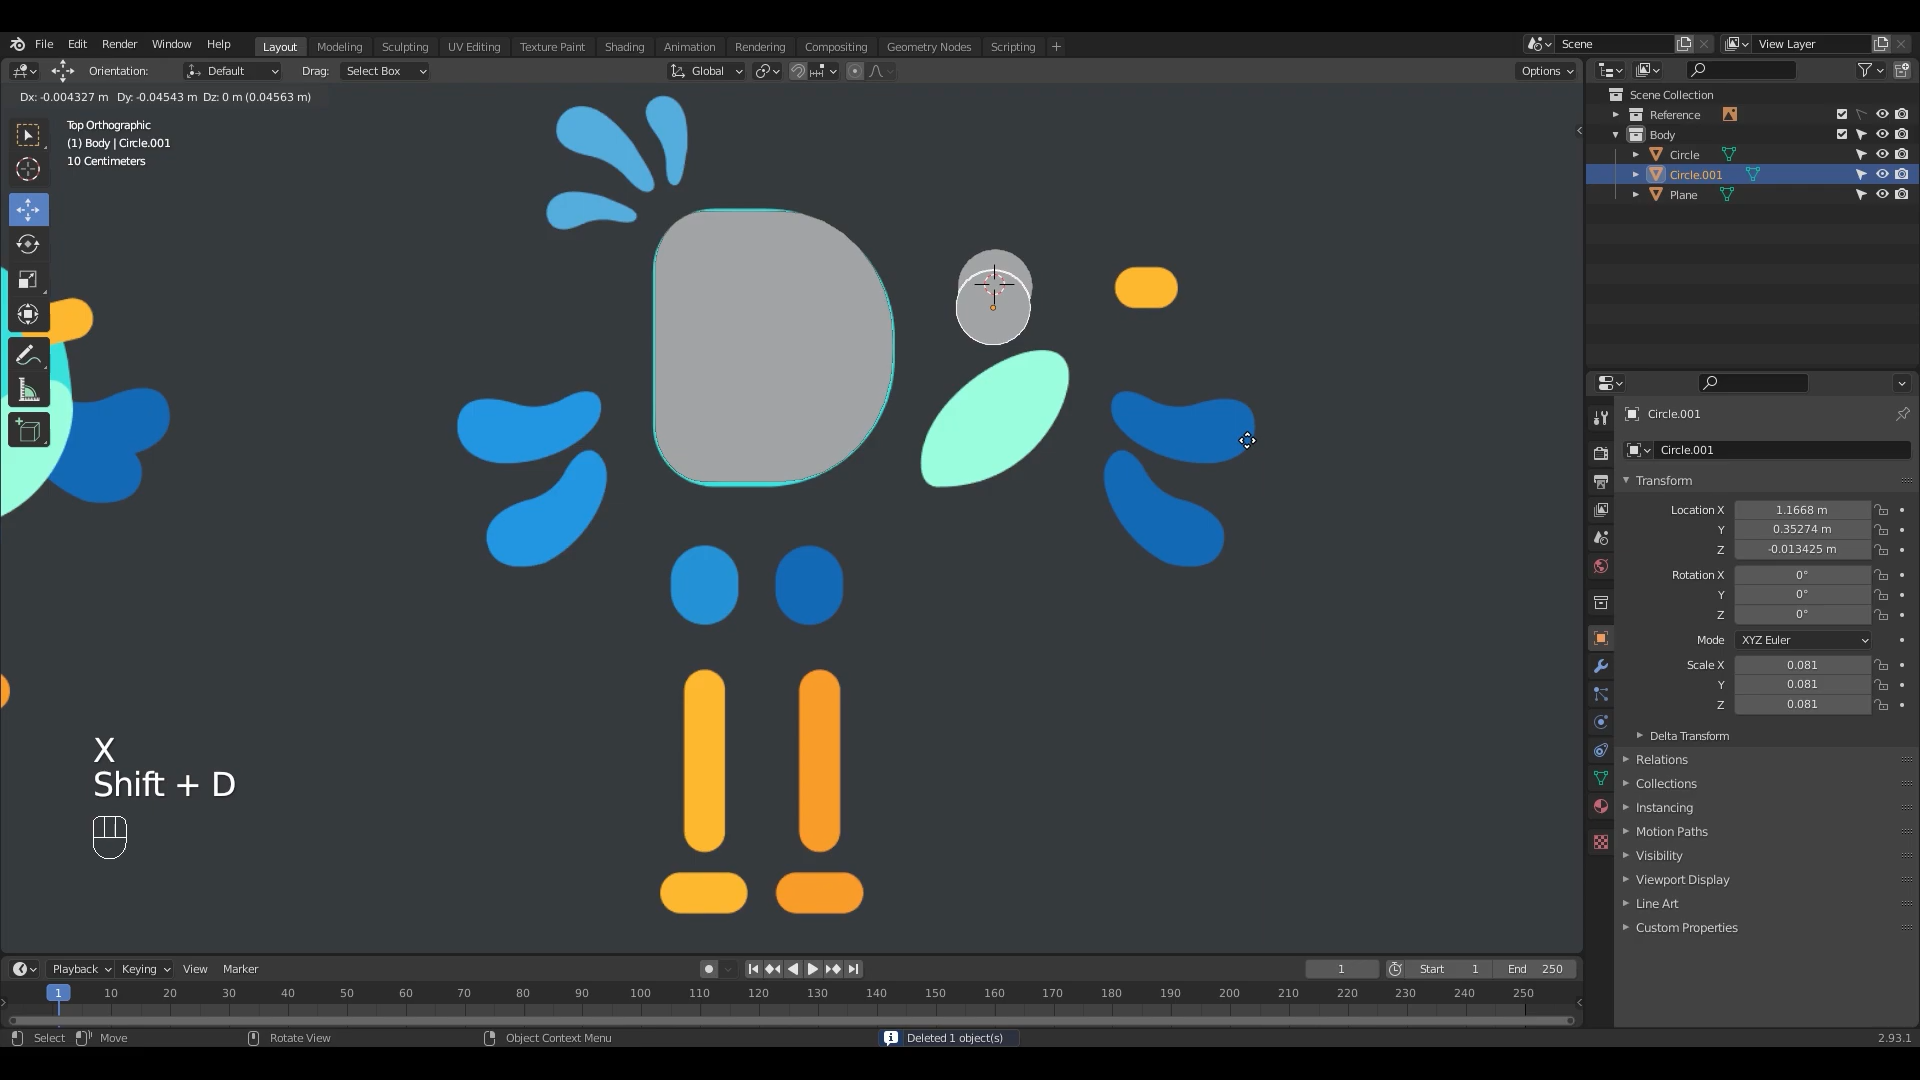 File Edit Render Window Help Layout Modeling Sculpting UV Editing Texture Paint Shading Animation Rendering Compositing Geometry Nodes Scripting + Scene View Layer
Orientation: Default Drag: Select Box Global Options
Dx: -0.004327 m Dy: -0.04543 m Dz: 0 m (0.04563 m)
Top Orthographic
(1) Body | Circle.001
10 Centimeters
X
Shift + D
Scene Collection
Reference
Body
Circle
Circle.001
Plane
Circle.001
Circle.001
Transform
Location X 1.1668 m
Y 0.35274 m
Z -0.013425 m
Rotation X 0°
Y 0°
Z 0°
Mode XYZ Euler
Scale X 0.081
Y 0.081
Z 0.081
Delta Transform
Relations
Collections
Instancing
Motion Paths
Visibility
Viewport Display
Line Art
Custom Properties
Playback Keying View Marker 1 Start 1 End 250
1 10 20 30 40 50 60 70 80 90 100 110 120 130 140 150 160 170 180 190 200 210 220 230 240 250
Select Move Rotate View Object Context Menu Deleted 1 object(s) 2.93.1